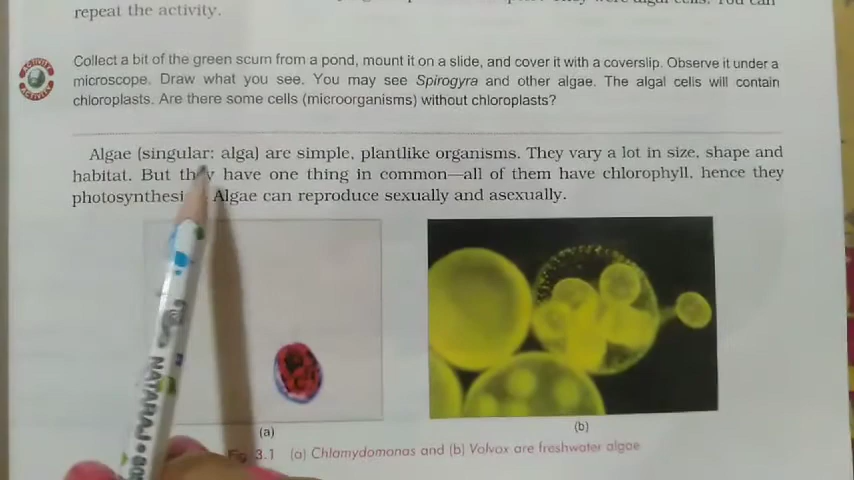 repeat the activity.
Collect a bit of the green scum from a pond, mount it on a slide, and cover it with a coverslip. Observe it under a
microscope. Draw what you see. You may see Spirogyra and other algae. The algal cells will contain
chloroplasts. Are there some cells (microorganisms) without chloroplasts?
ACTIVITY
ACTIVITY
Algae (singular: alga) are simple, plantlike organisms. They vary a lot in size, shape and
habitat. But they have one thing in common—all of them have chlorophyll, hence they
photosynthesi Algae can reproduce sexually and asexually.
(a)
(b)
Fig 3.1 (a) Chlamydomonas and (b) Volvox are freshwater algae
NATARAJ